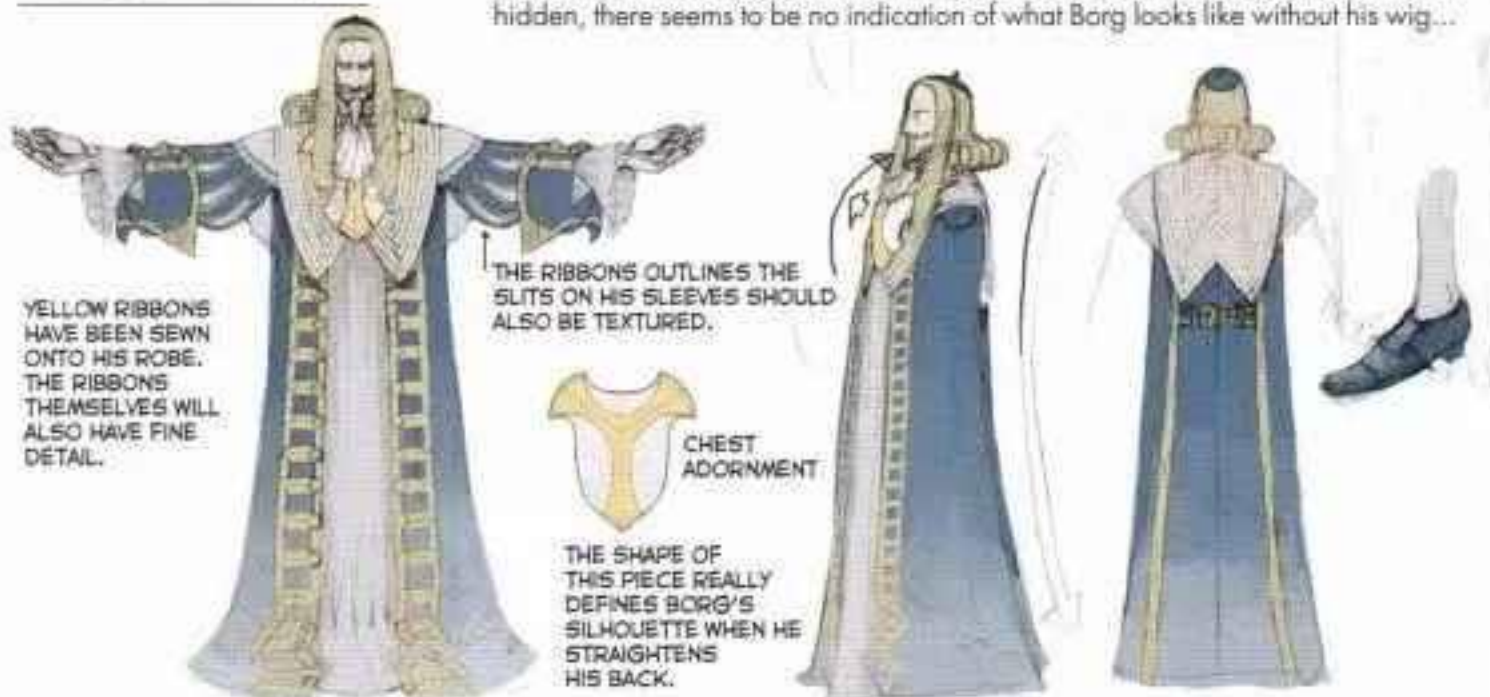 hidden, there seems to be no indication of what Borg looks like without his wig...
YELLOW RIBBONS
HAVE BEEN SEWN
ONTO HIS ROBE.
THE RIBBONS
THEMSELVES WILL
ALSO HAVE FINE
DETAIL.
THE RIBBONS OUTLINES THE
SLITS ON HIS SLEEVES SHOULD
ALSO BE TEXTURED.
CHEST
ADORNMENT
THE SHAPE OF
THIS PIECE REALLY
DEFINES BORG'S
SILHOUETTE WHEN HE
STRAIGHTENS
HIS BACK.